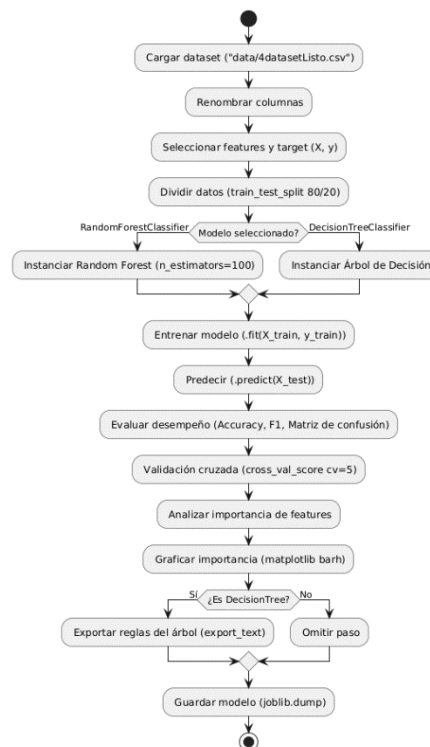 Cargar dataset ("data/4datasetListo.csv")
Renombrar columnas
Seleccionar features y target (X, y)
Dividir datos (train_test_split 80/20)
RandomForestClassifier
Modelo seleccionado?
DecisionTreeClassifier
Instanciar Random Forest (n_estimators=100)
Instanciar Árbol de Decisión
Entrenar modelo (.fit(X_train, y_train))
Predecir (.predict(X_test))
Evaluar desempeño (Accuracy, F1, Matriz de confusión)
Validación cruzada (cross_val_score cv=5)
Analizar importancia de features
Graficar importancia (matplotlib barh)
Sí
¿Es DecisionTree?
No
Exportar reglas del árbol (export_text)
Omitir paso
Guardar modelo (joblib.dump)